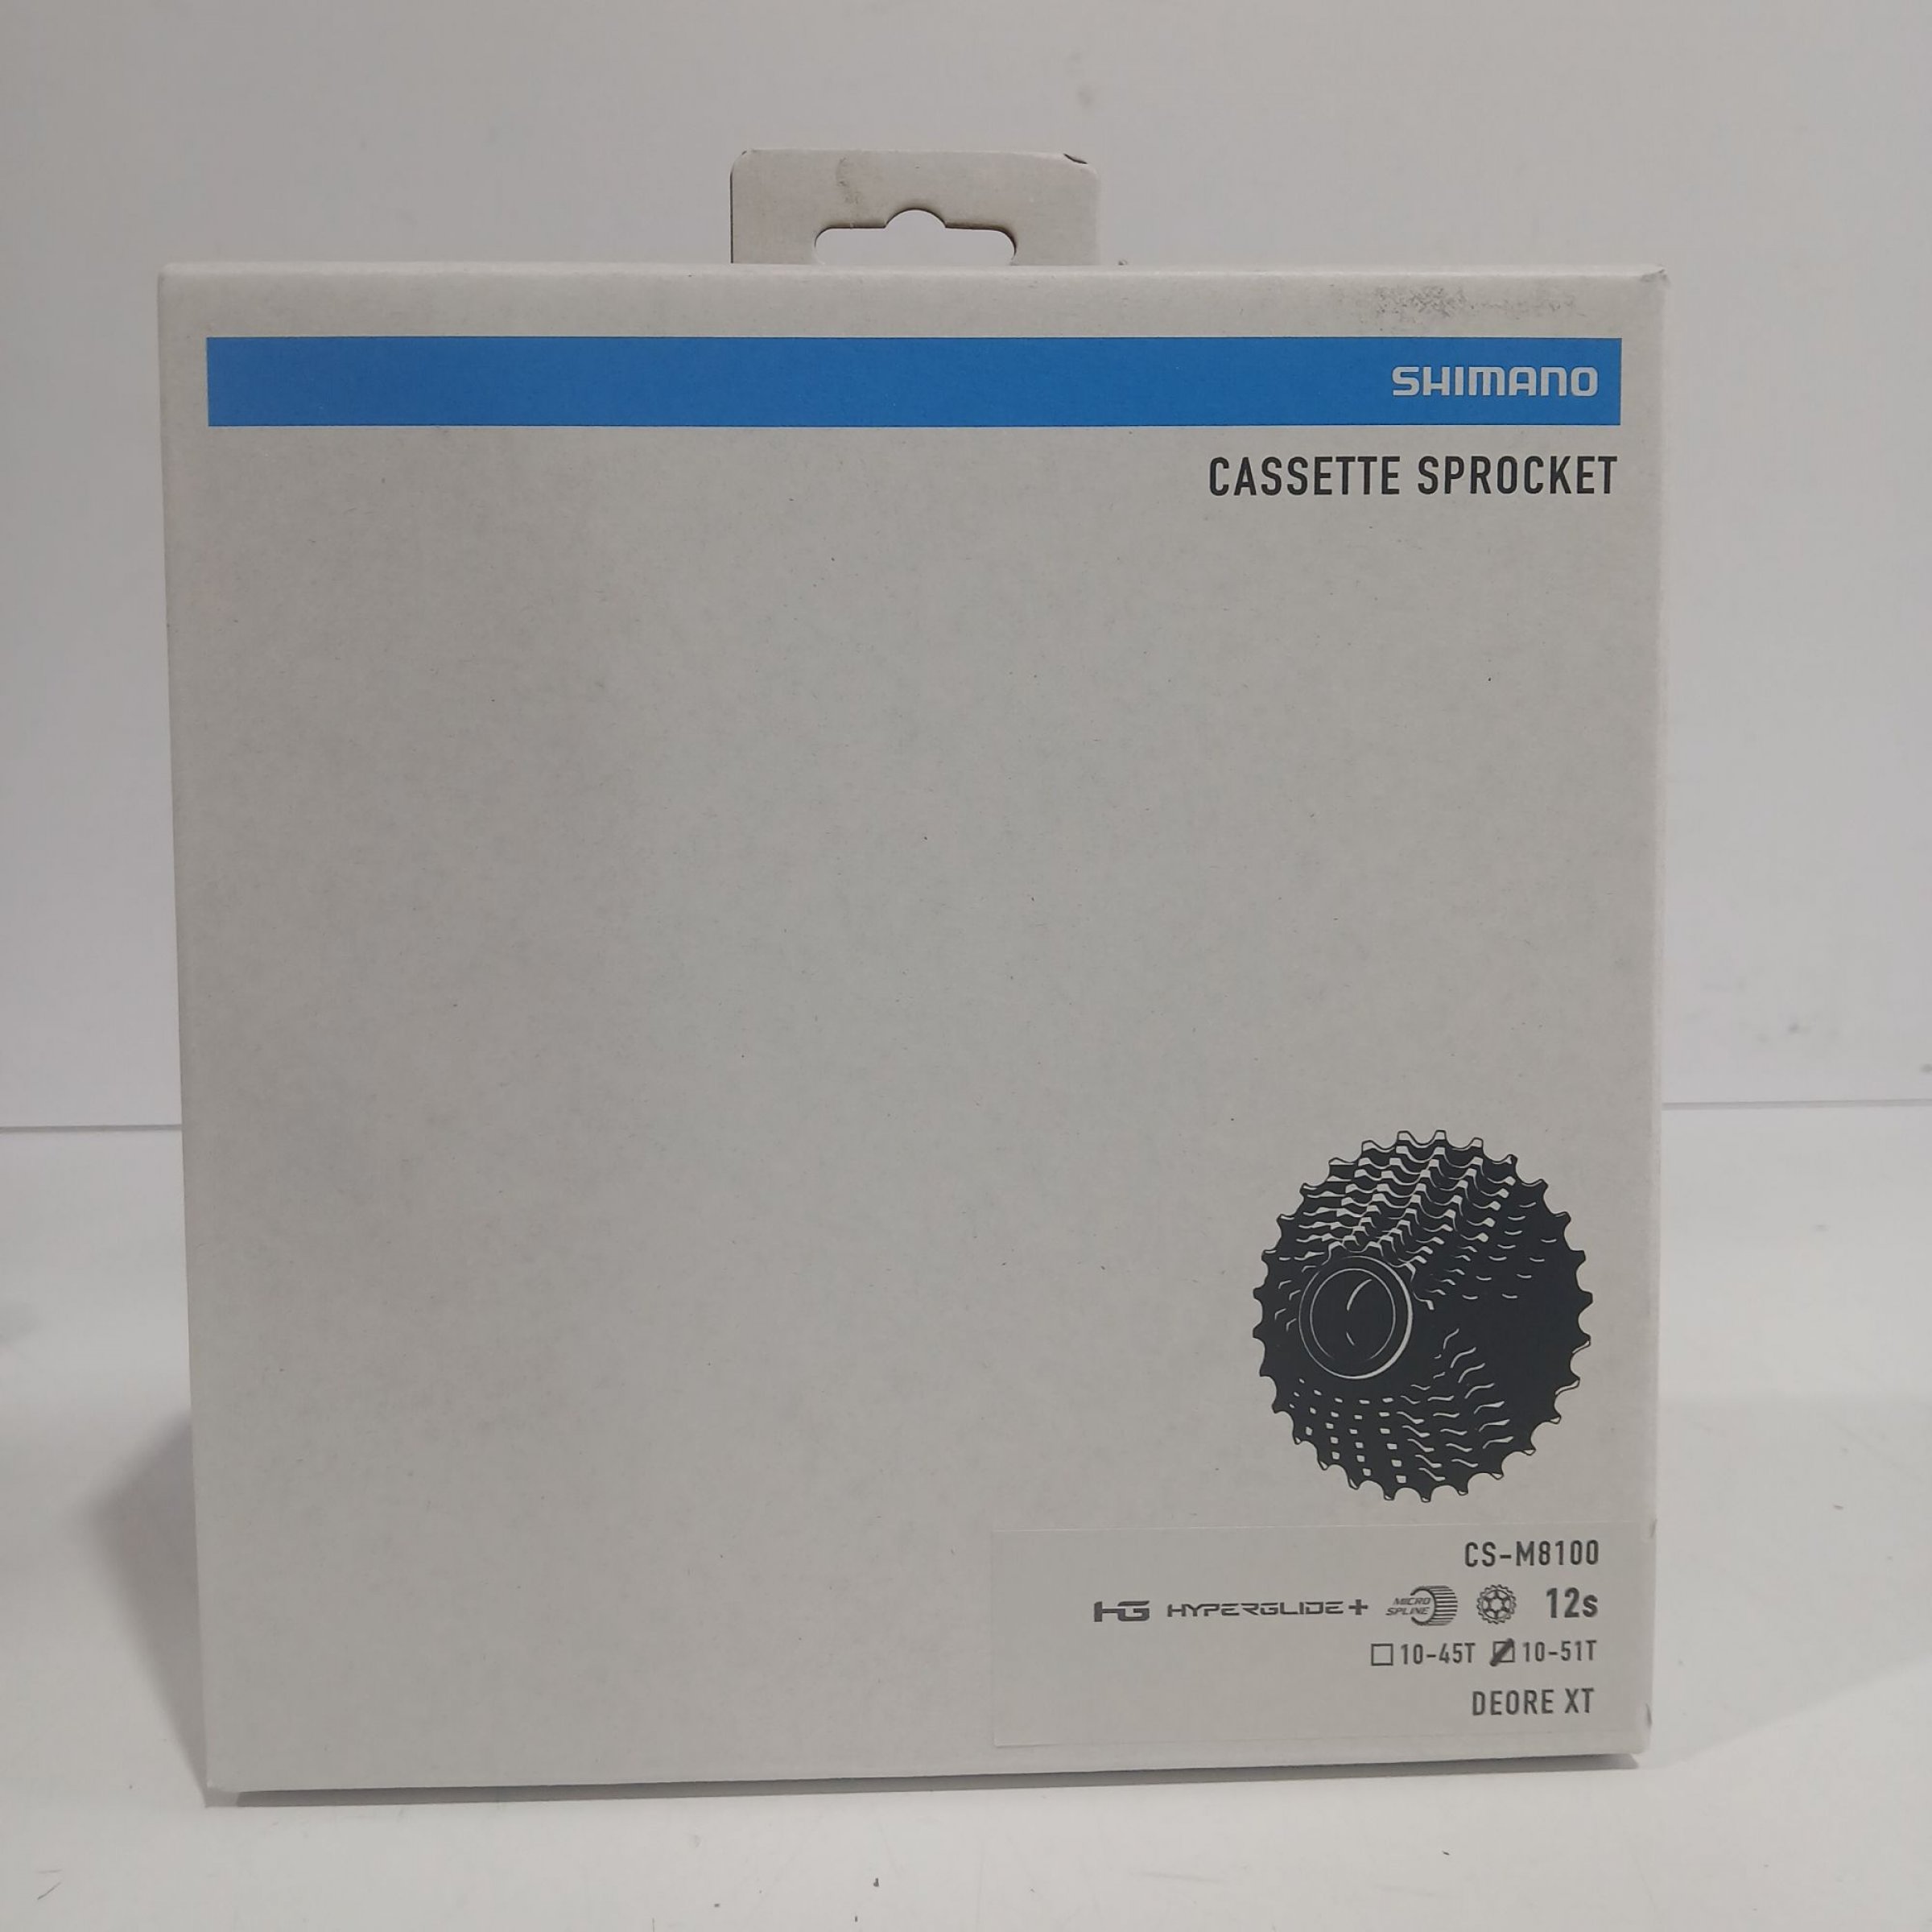 SHIMANO
CASSETTE SPROCKET
CS-M8100
HG HYPERGLIDE+ MICRO SPLINE 12s
10-45T 10-51T
DEORE XT